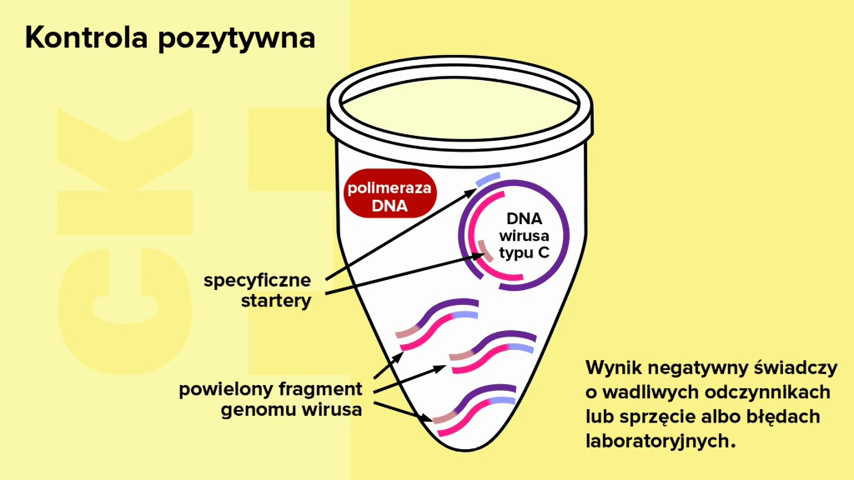 Kontrola pozytywna
CK
polimeraza
DNA
DNA
wirusa
typu C
specyficzne
startery
powielony fragment
genomu wirusa
Wynik negatywny świadczy
o wadliwych odczynnikach
lub sprzęcie albo błędach
laboratoryjnych.